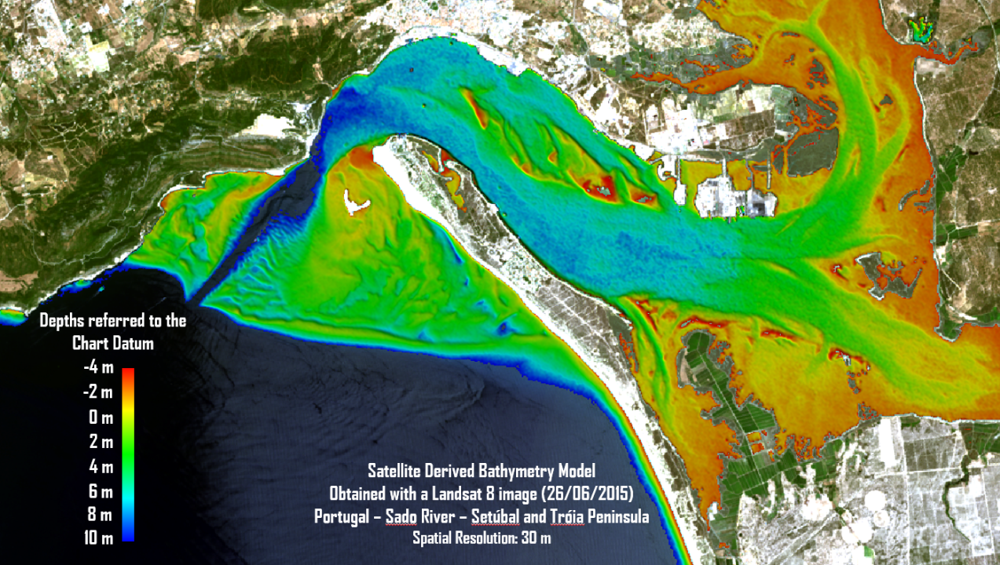 Depths referred to the
Chart Datum
-4 m
-2 m
0 m
2 m
4 m
6 m
8 m
10 m
Satellite Derived Bathymetry Model
Obtained with a Landsat 8 image (26/06/2015)
Portugal – Sado River – Setúbal and Tróia Peninsula
Spatial Resolution: 30 m